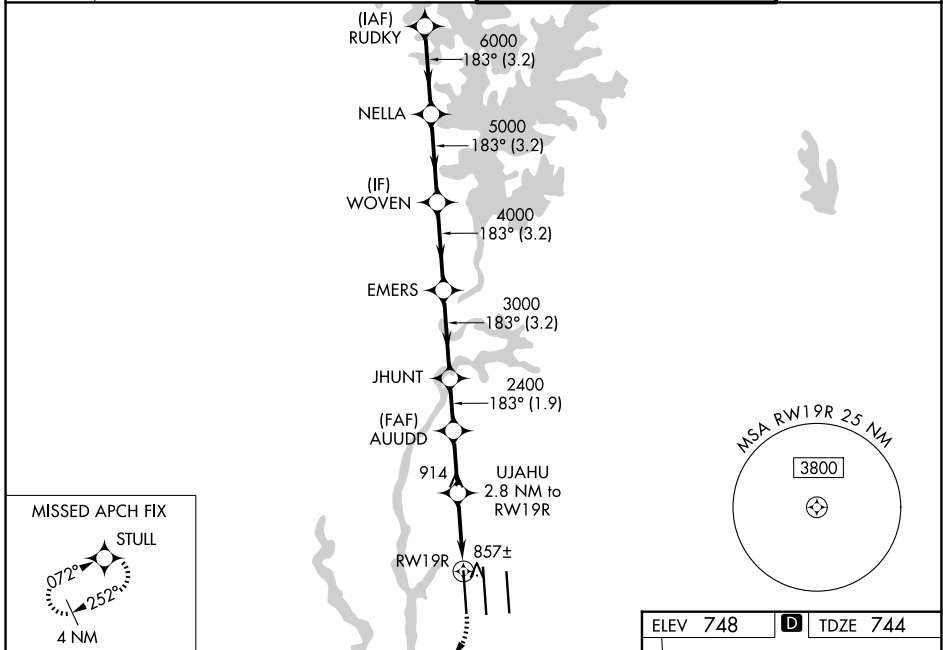 (IAF)
RUDKY
6000
183° (3.2)
NELLA
5000
183° (3.2)
(IF)
WOVEN
4000
183° (3.2)
EMERS
3000
183° (3.2)
JHUNT
2400
183° (1.9)
(FAF)
AUUDD
914
UJAHU
2.8 NM to
RW19R
RW19R
857±
MSA RW19R 25 NM
3800
MISSED APCH FIX
STULL
072°
252°
4 NM
ELEV 748 D TDZE 744